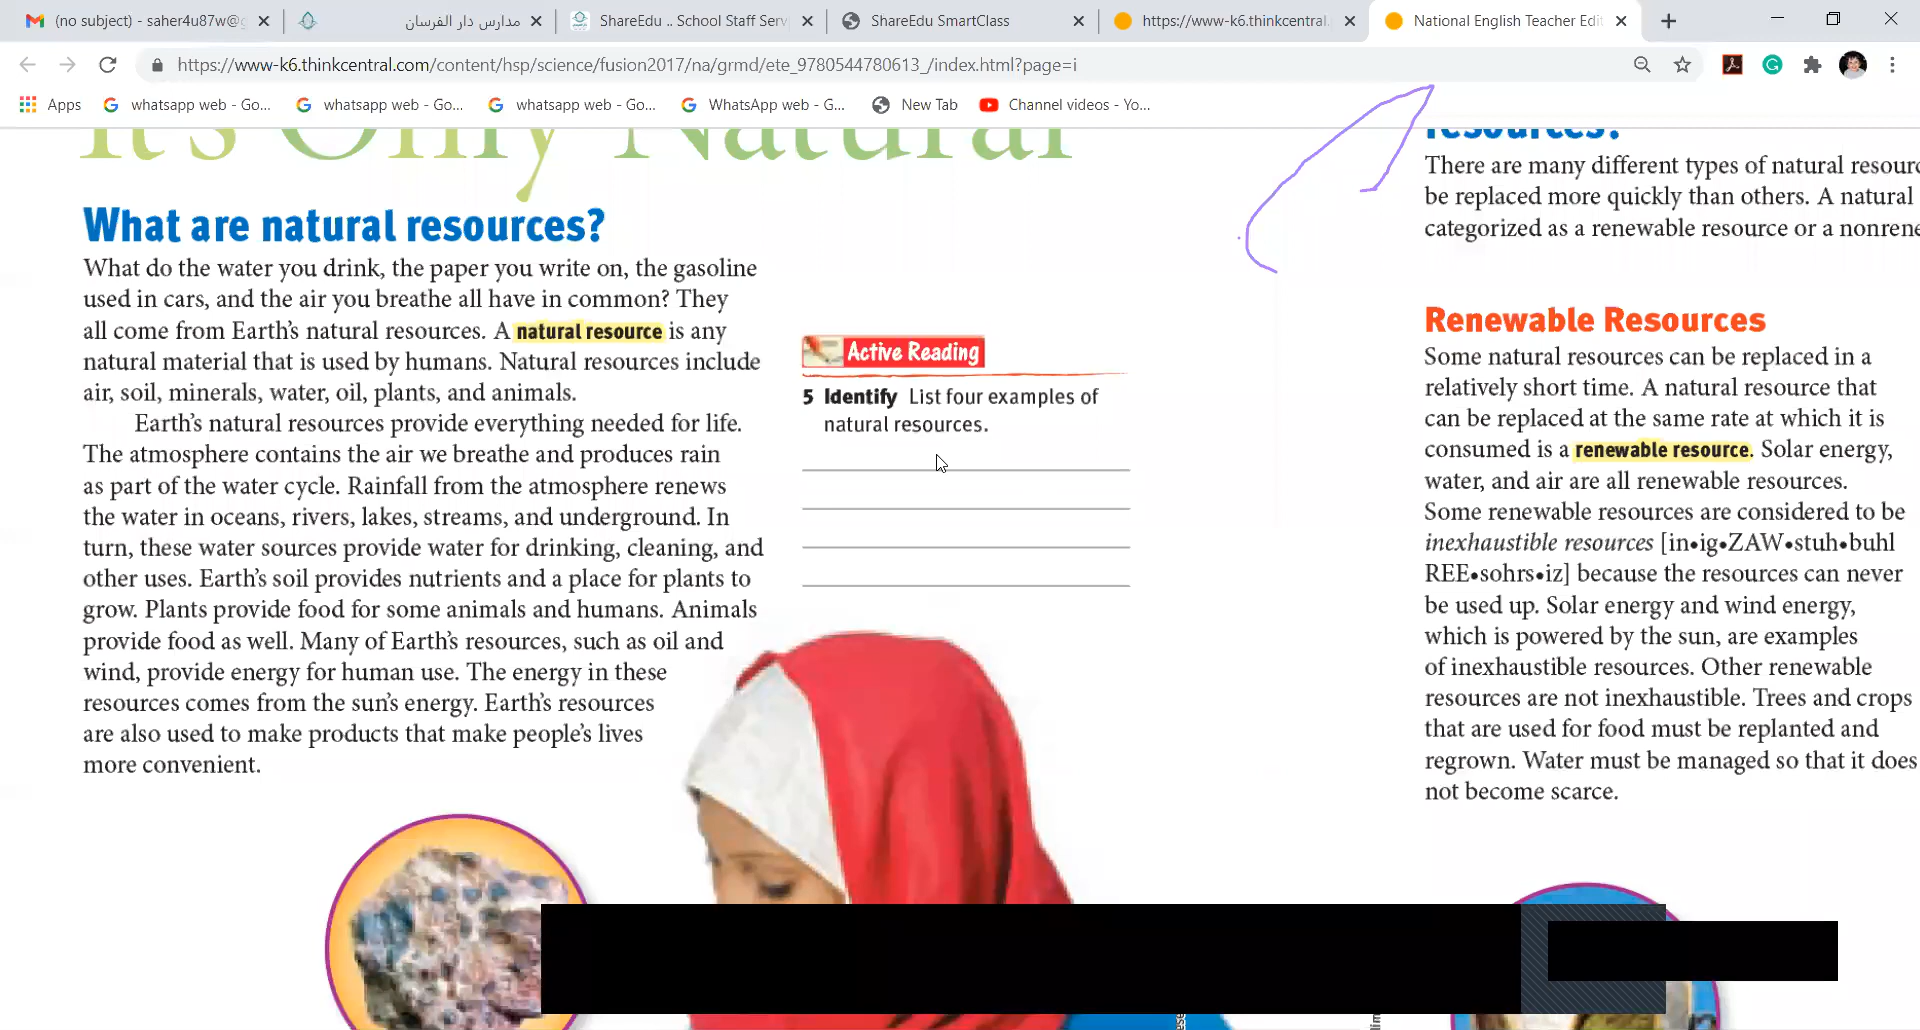 (no subject) - saher4u87w@g
مدارس دار الفرسان
ShareEdu .. School Staff Serv
ShareEdu SmartClass
https://www-k6.thinkcentral.
National English Teacher Edit
https://www-k6.thinkcentral.com/content/hsp/science/fusion2017/na/grmd/ete_9780544780613_/index.html?page=i
Apps
whatsapp web - Go...
whatsapp web - Go...
whatsapp web - Go...
WhatsApp web - G...
New Tab
Channel videos - Yo...
It's Only Natural
What are natural resources?
What do the water you drink, the paper you write on, the gasoline
used in cars, and the air you breathe all have in common? They
all come from Earth's natural resources. A natural resource is any
natural material that is used by humans. Natural resources include
air, soil, minerals, water, oil, plants, and animals.
Earth's natural resources provide everything needed for life.
The atmosphere contains the air we breathe and produces rain
as part of the water cycle. Rainfall from the atmosphere renews
the water in oceans, rivers, lakes, streams, and underground. In
turn, these water sources provide water for drinking, cleaning, and
other uses. Earth's soil provides nutrients and a place for plants to
grow. Plants provide food for some animals and humans. Animals
provide food as well. Many of Earth's resources, such as oil and
wind, provide energy for human use. The energy in these
resources comes from the sun's energy. Earth's resources
are also used to make products that make people's lives
more convenient.
Active Reading
5 Identify List four examples of
natural resources.
resources?
There are many different types of natural resourc
be replaced more quickly than others. A natural
categorized as a renewable resource or a nonrene
Renewable Resources
Some natural resources can be replaced in a
relatively short time. A natural resource that
can be replaced at the same rate at which it is
consumed is a renewable resource. Solar energy,
water, and air are all renewable resources.
Some renewable resources are considered to be
inexhaustible resources [in•ig•ZAW•stuh•buhl
REE•sohrs•iz] because the resources can never
be used up. Solar energy and wind energy,
which is powered by the sun, are examples
of inexhaustible resources. Other renewable
resources are not inexhaustible. Trees and crops
that are used for food must be replanted and
regrown. Water must be managed so that it does
not become scarce.